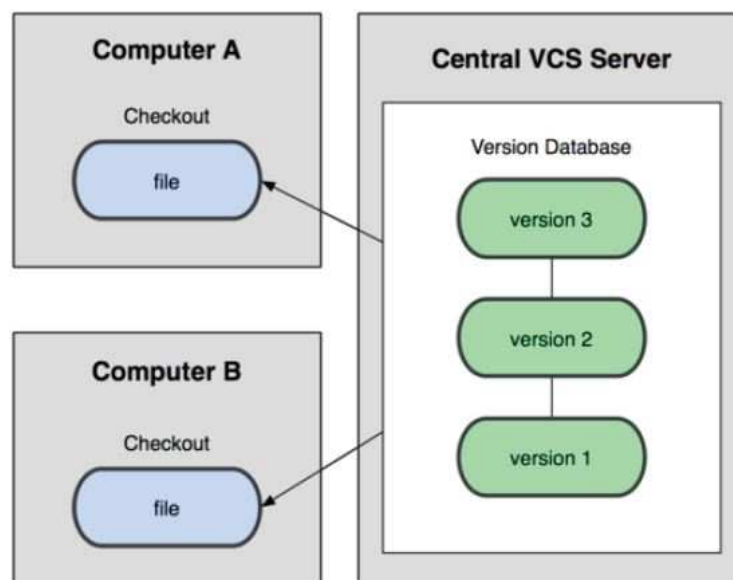 Computer A
Checkout
file
Computer B
Checkout
file
Central VCS Server
Version Database
version 3
version 2
version 1